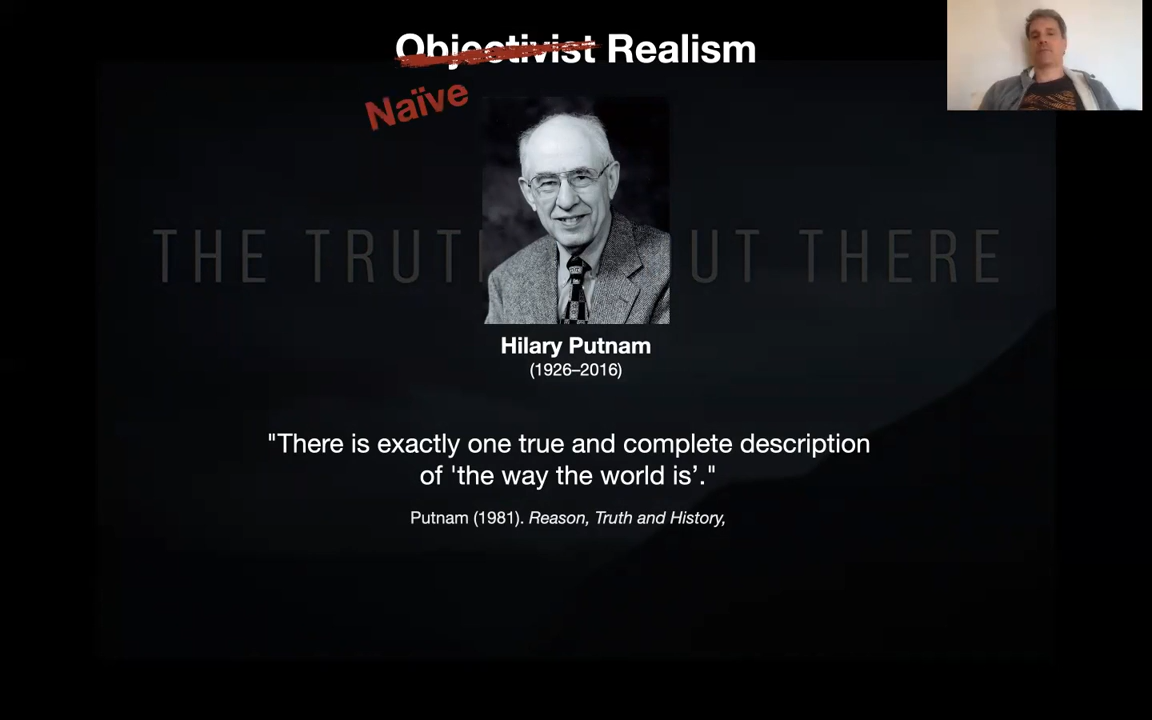 Objectivist Realism
Naïve
THE TRUT UT THERE
Hilary Putnam
(1926–2016)
"There is exactly one true and complete description
of 'the way the world is’."
Putnam (1981). Reason, Truth and History,